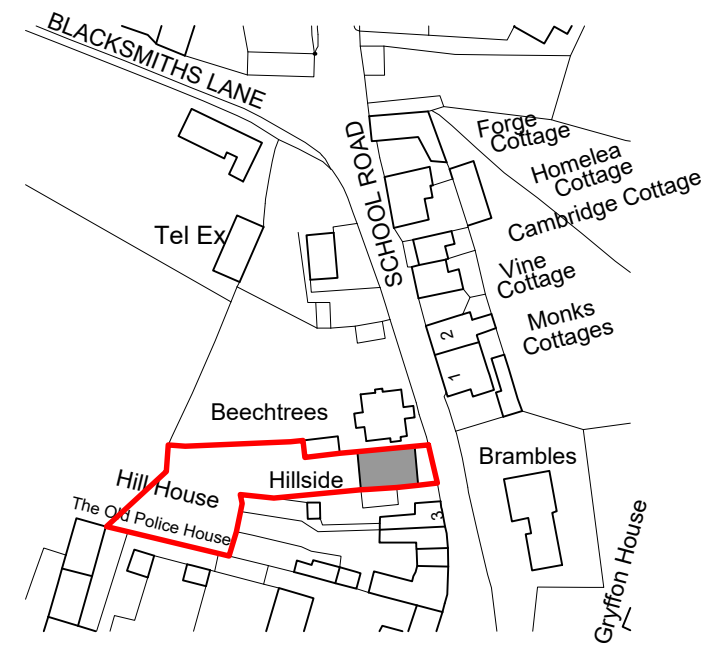 BLACKSMITHS LANE
SCHOOL ROAD
Forge
Cottage
Homelea
Cottage
Cambridge Cottage
Tel Ex
Vine
Cottage
Monks
Cottages
2
1
Beechtrees
Brambles
Hillside
Hill House
The Old Police House
3
Gryffon House